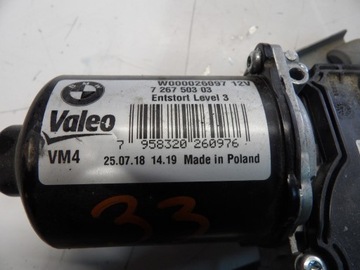 W000026097 12V
7 267 503 03
Entstört Level 3
Valeo
7 958320 260976
VM4
25.07.18 14.19 Made in Poland
33